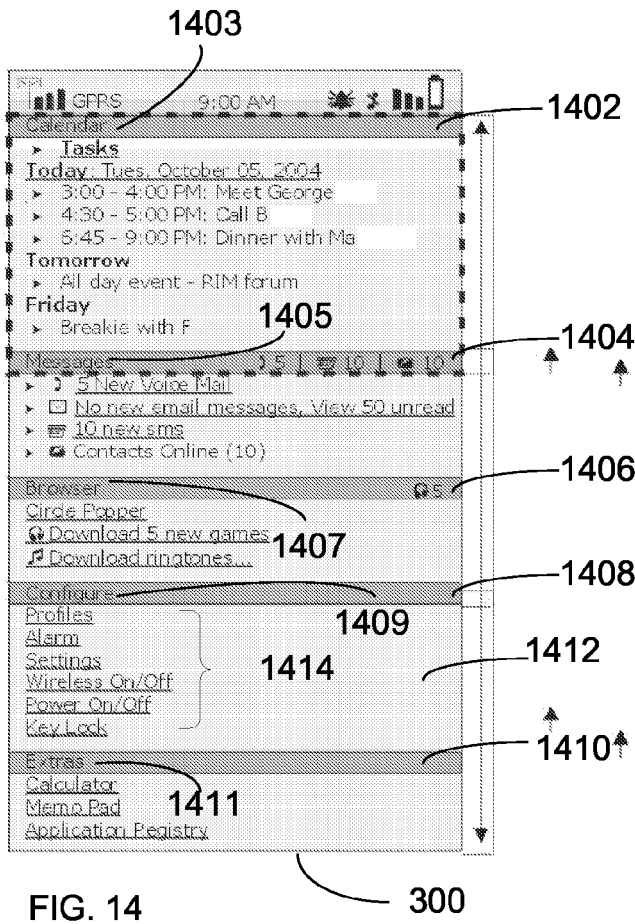 1403
GPRS 9:00 AM
Calendar 1402
Tasks
Today: Tues, October 05, 2004
3:00 - 4:00 PM: Meet George
4:30 - 5:00 PM: Call B
6:45 - 9:00 PM: Dinner with Ma
Tomorrow
All day event - RIM forum
Friday
Breakie with F
1405
Messages 5 | 10 | 10 1404
5 New Voice Mail
No new email messages, View 50 unread
10 new sms
Contacts Online (10)
Browser 5 1406
Circle Popper
Download 5 new games 1407
Download ringtones...
Configure 1408
Profiles 1409
Alarm
Settings 1414 1412
Wireless On/Off
Power On/Off
Key Lock
Extras 1410
Calculator 1411
Memo Pad
Application Registry
FIG. 14 300